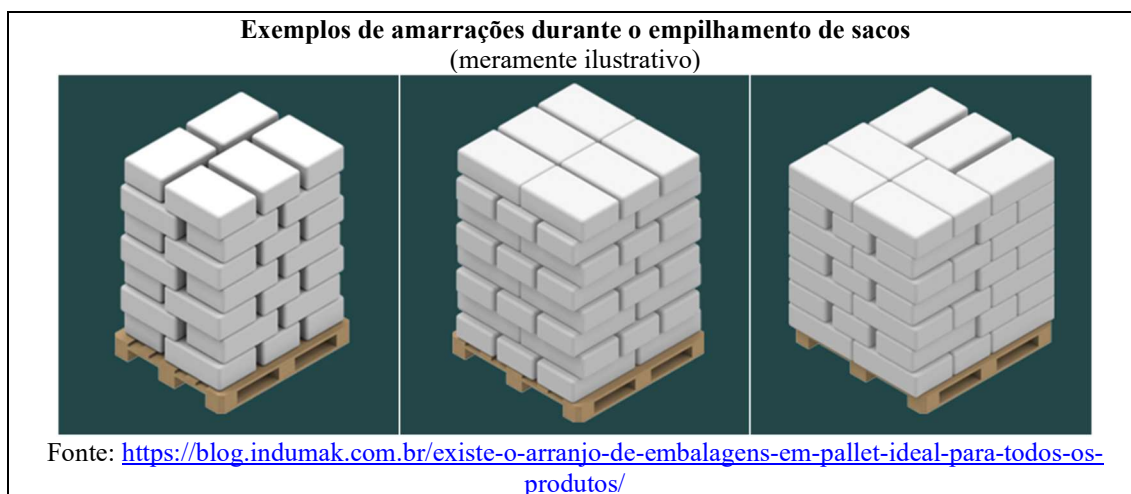 Exemplos de amarrações durante o empilhamento de sacos
(meramente ilustrativo)
Fonte: https://blog.indumak.com.br/existe-o-arranjo-de-embalagens-em-pallet-ideal-para-todos-os-
produtos/